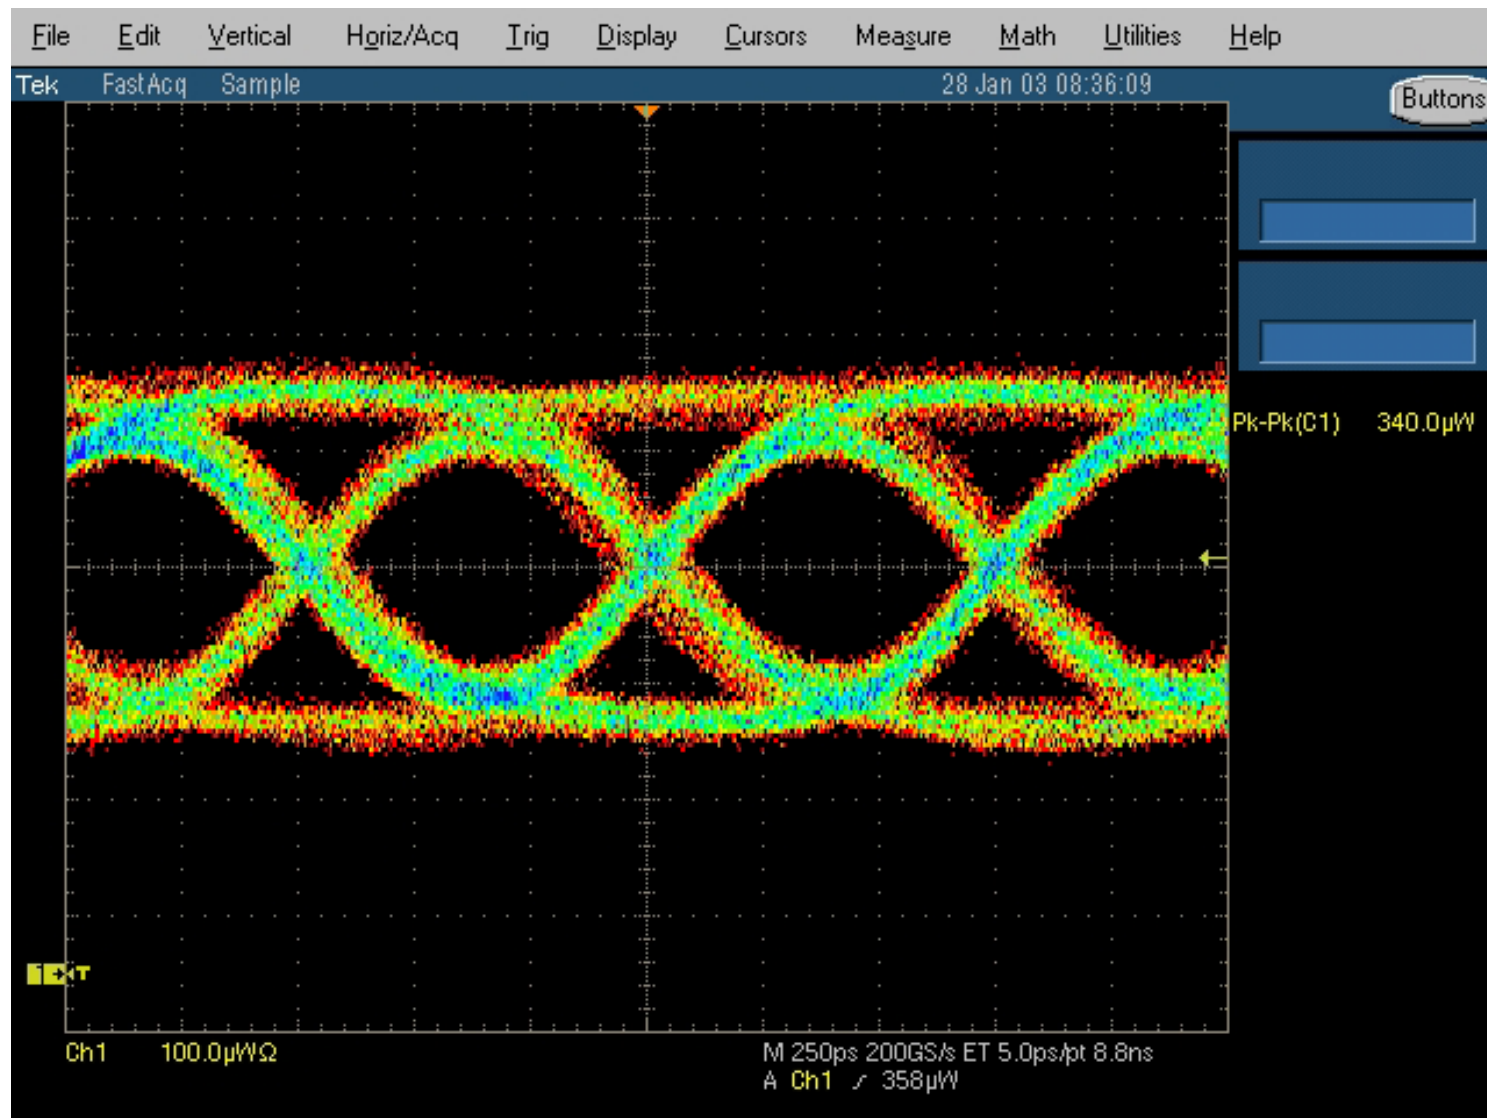 File Edit Vertical Horiz/Acq Trig Display Cursors Measure Math Utilities Help
Tek FastAcq Sample 28 Jan 03 08:36:09
Buttons
Pk-Pk(C1) 340.0µW
1 T
Ch1 100.0µWΩ M 250ps 200GS/s ET 5.0ps/pt 8.8ns
A Ch1 358µW